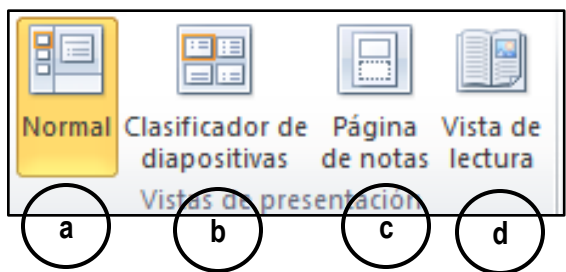 Normal Clasificador de Página Vista de
diapositivas de notas lectura
Vistas de presentación
a b c d